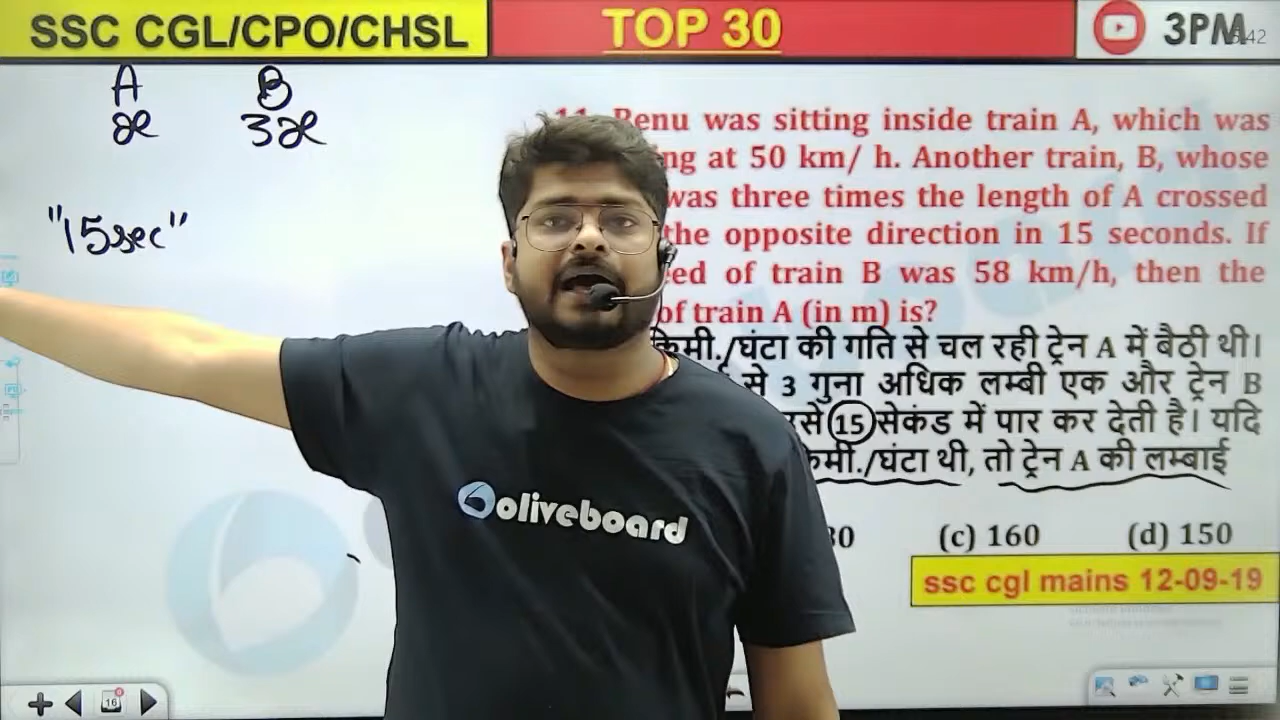 SSC CGL/CPO/CHSL
TOP 30
3PM
A B
x 3x
"15sec"
Renu was sitting inside train A, which was
at 50 km/ h. Another train, B, whose
was three times the length of A crossed
the opposite direction in 15 seconds. If
of train B was 58 km/h, then the
of train A (in m) is?
किमी./घंटा की गति से चल रही ट्रेन A में बैठी थी।
से 3 गुना अधिक लम्बी एक और ट्रेन B
15 सेकंड में पार कर देती है। यदि
किमी./घंटा थी, तो ट्रेन A की लम्बाई
(c) 160 (d) 150
ssc cgl mains 12-09-19
oliveboard
16